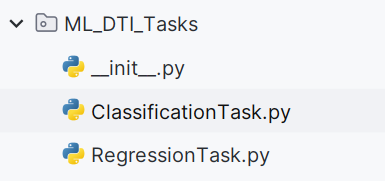 ML_DTI_Tasks
__init__.py
ClassificationTask.py
RegressionTask.py